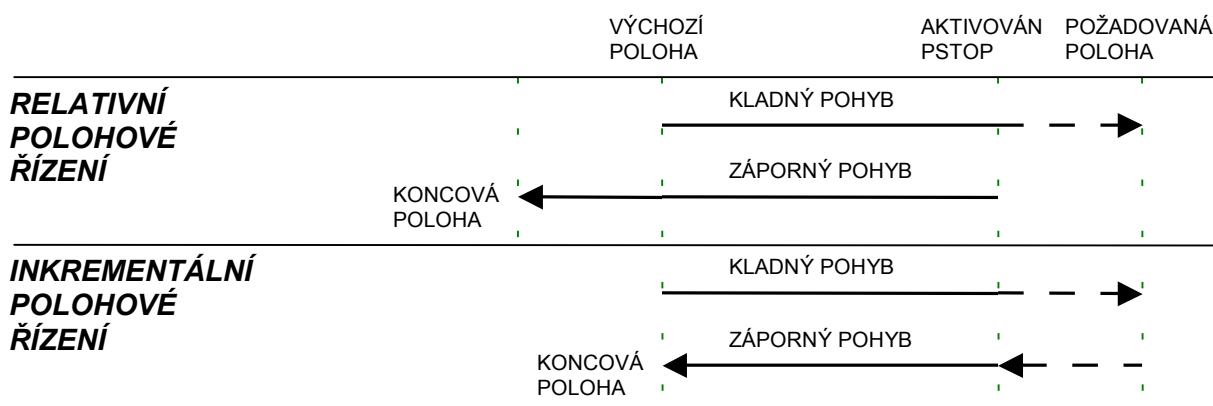 VÝCHOZÍ
POLOHA
AKTIVOVÁN
PSTOP
POŽADOVANÁ
POLOHA
RELATIVNÍ
POLOHOVÉ
ŘÍZENÍ
KLADNÝ POHYB
ZÁPORNÝ POHYB
KONCOVÁ
POLOHA
INKREMENTÁLNÍ
POLOHOVÉ
ŘÍZENÍ
KLADNÝ POHYB
ZÁPORNÝ POHYB
KONCOVÁ
POLOHA